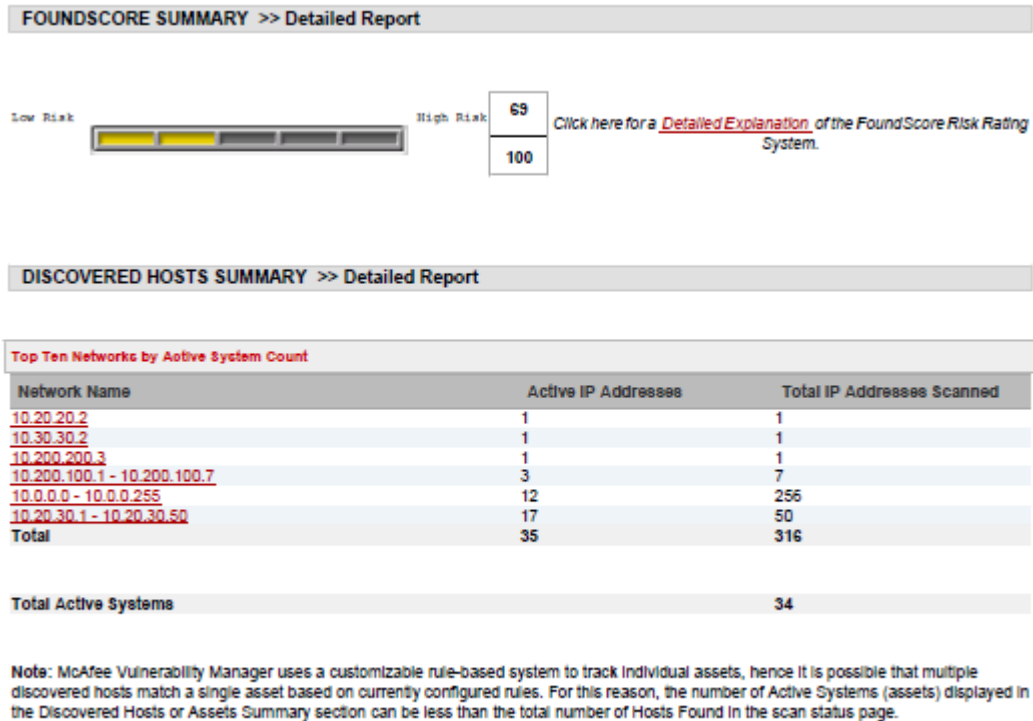 FOUNDSCORE SUMMARY >> Detailed Report
Low Risk
High Risk
69
100
Click here for a Detailed Explanation of the FoundScore Risk Rating
System.
DISCOVERED HOSTS SUMMARY >> Detailed Report
Top Ten Networks by Active System Count
Network Name Active IP Addresses Total IP Addresses Scanned
10.20.20.2 1 1
10.30.30.2 1 1
10.200.200.3 1 1
10.200.100.1 - 10.200.100.7 3 7
10.0.0.0 - 10.0.0.255 12 256
10.20.30.1 - 10.20.30.50 17 50
Total 35 316
Total Active Systems 34
Note: McAfee Vulnerability Manager uses a customizable rule-based system to track individual assets, hence it is possible that multiple
discovered hosts match a single asset based on currently configured rules. For this reason, the number of Active Systems (assets) displayed in
the Discovered Hosts or Assets Summary section can be less than the total number of Hosts Found in the scan status page.